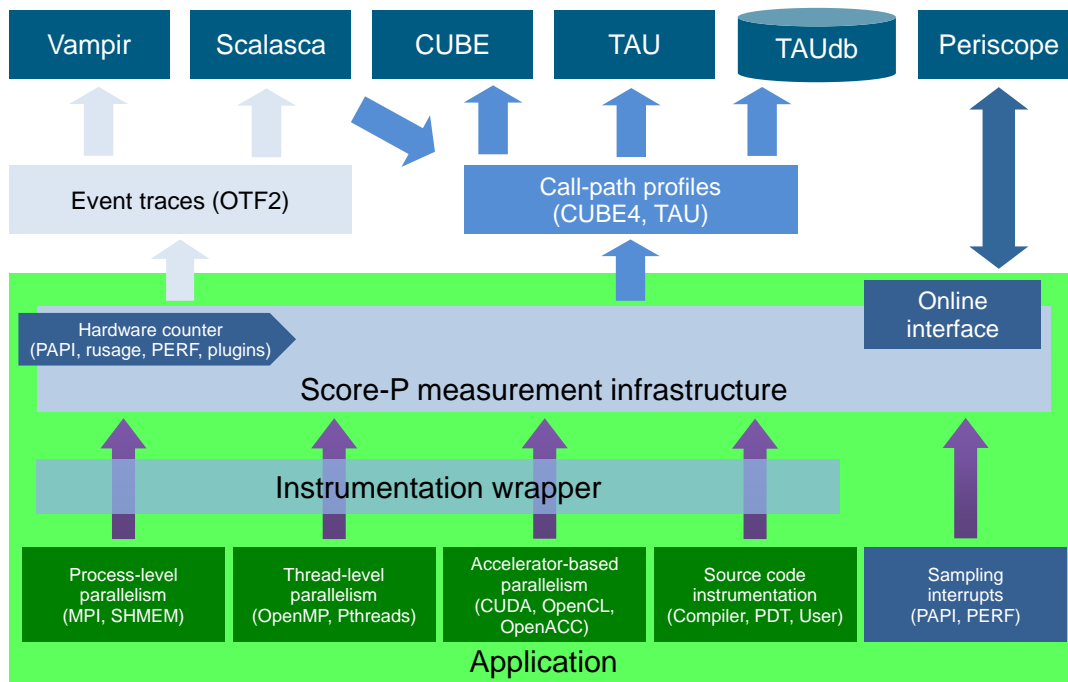 Vampir
Scalasca
CUBE
TAU
TAUdb
Periscope
Event traces (OTF2)
Call-path profiles
(CUBE4, TAU)
Online
interface
Hardware counter
(PAPI, rusage, PERF, plugins)
Score-P measurement infrastructure
Instrumentation wrapper
Process-level
parallelism
(MPI, SHMEM)
Thread-level
parallelism
(OpenMP, Pthreads)
Accelerator-based
parallelism
(CUDA, OpenCL,
OpenACC)
Source code
instrumentation
(Compiler, PDT, User)
Sampling
interrupts
(PAPI, PERF)
Application